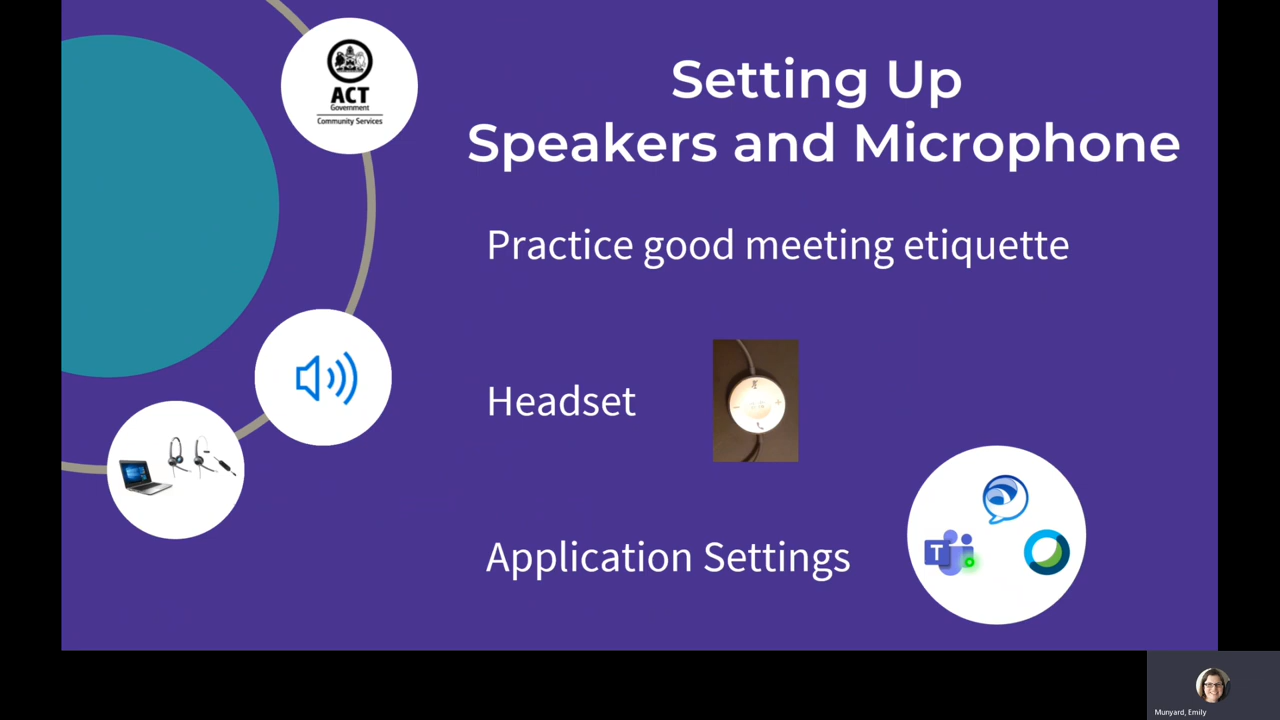 ACT
Government
Community Services
Setting Up
Speakers and Microphone
Practice good meeting etiquette
Headset
Application Settings
T
Munyard, Emily